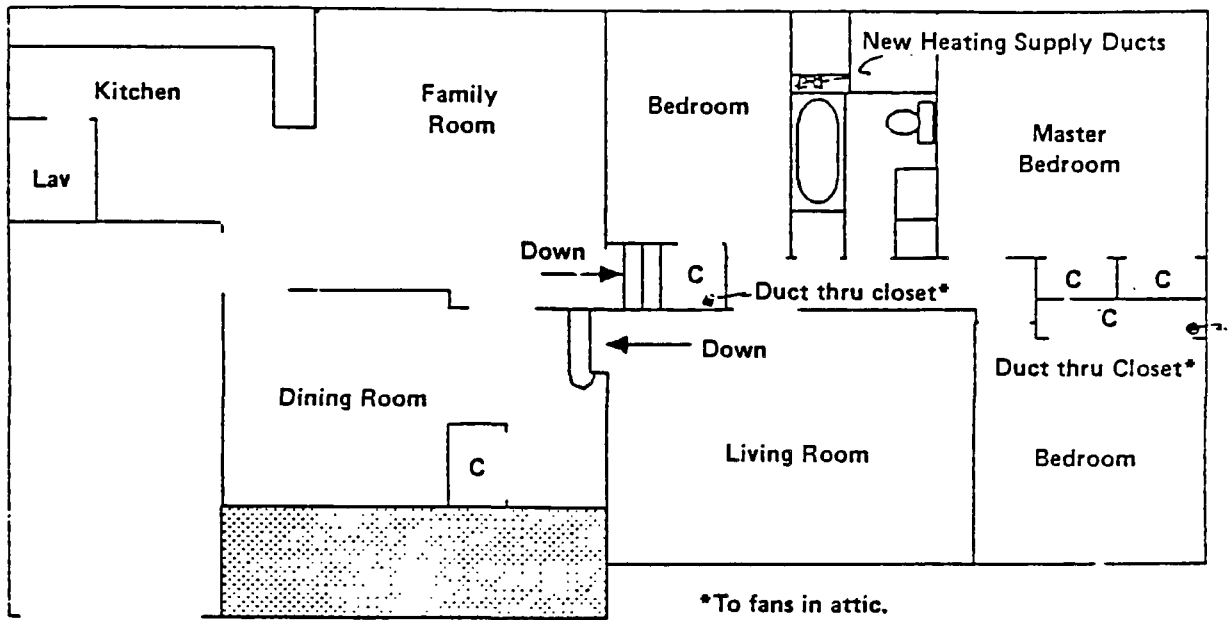 New Heating Supply Ducts
Kitchen
Family
Room
Bedroom
Master
Bedroom
Lav
Down
C
C
C
Duct thru closet*
C
Down
Duct thru Closet*
Dining Room
C
Living Room
Bedroom
*To fans in attic.